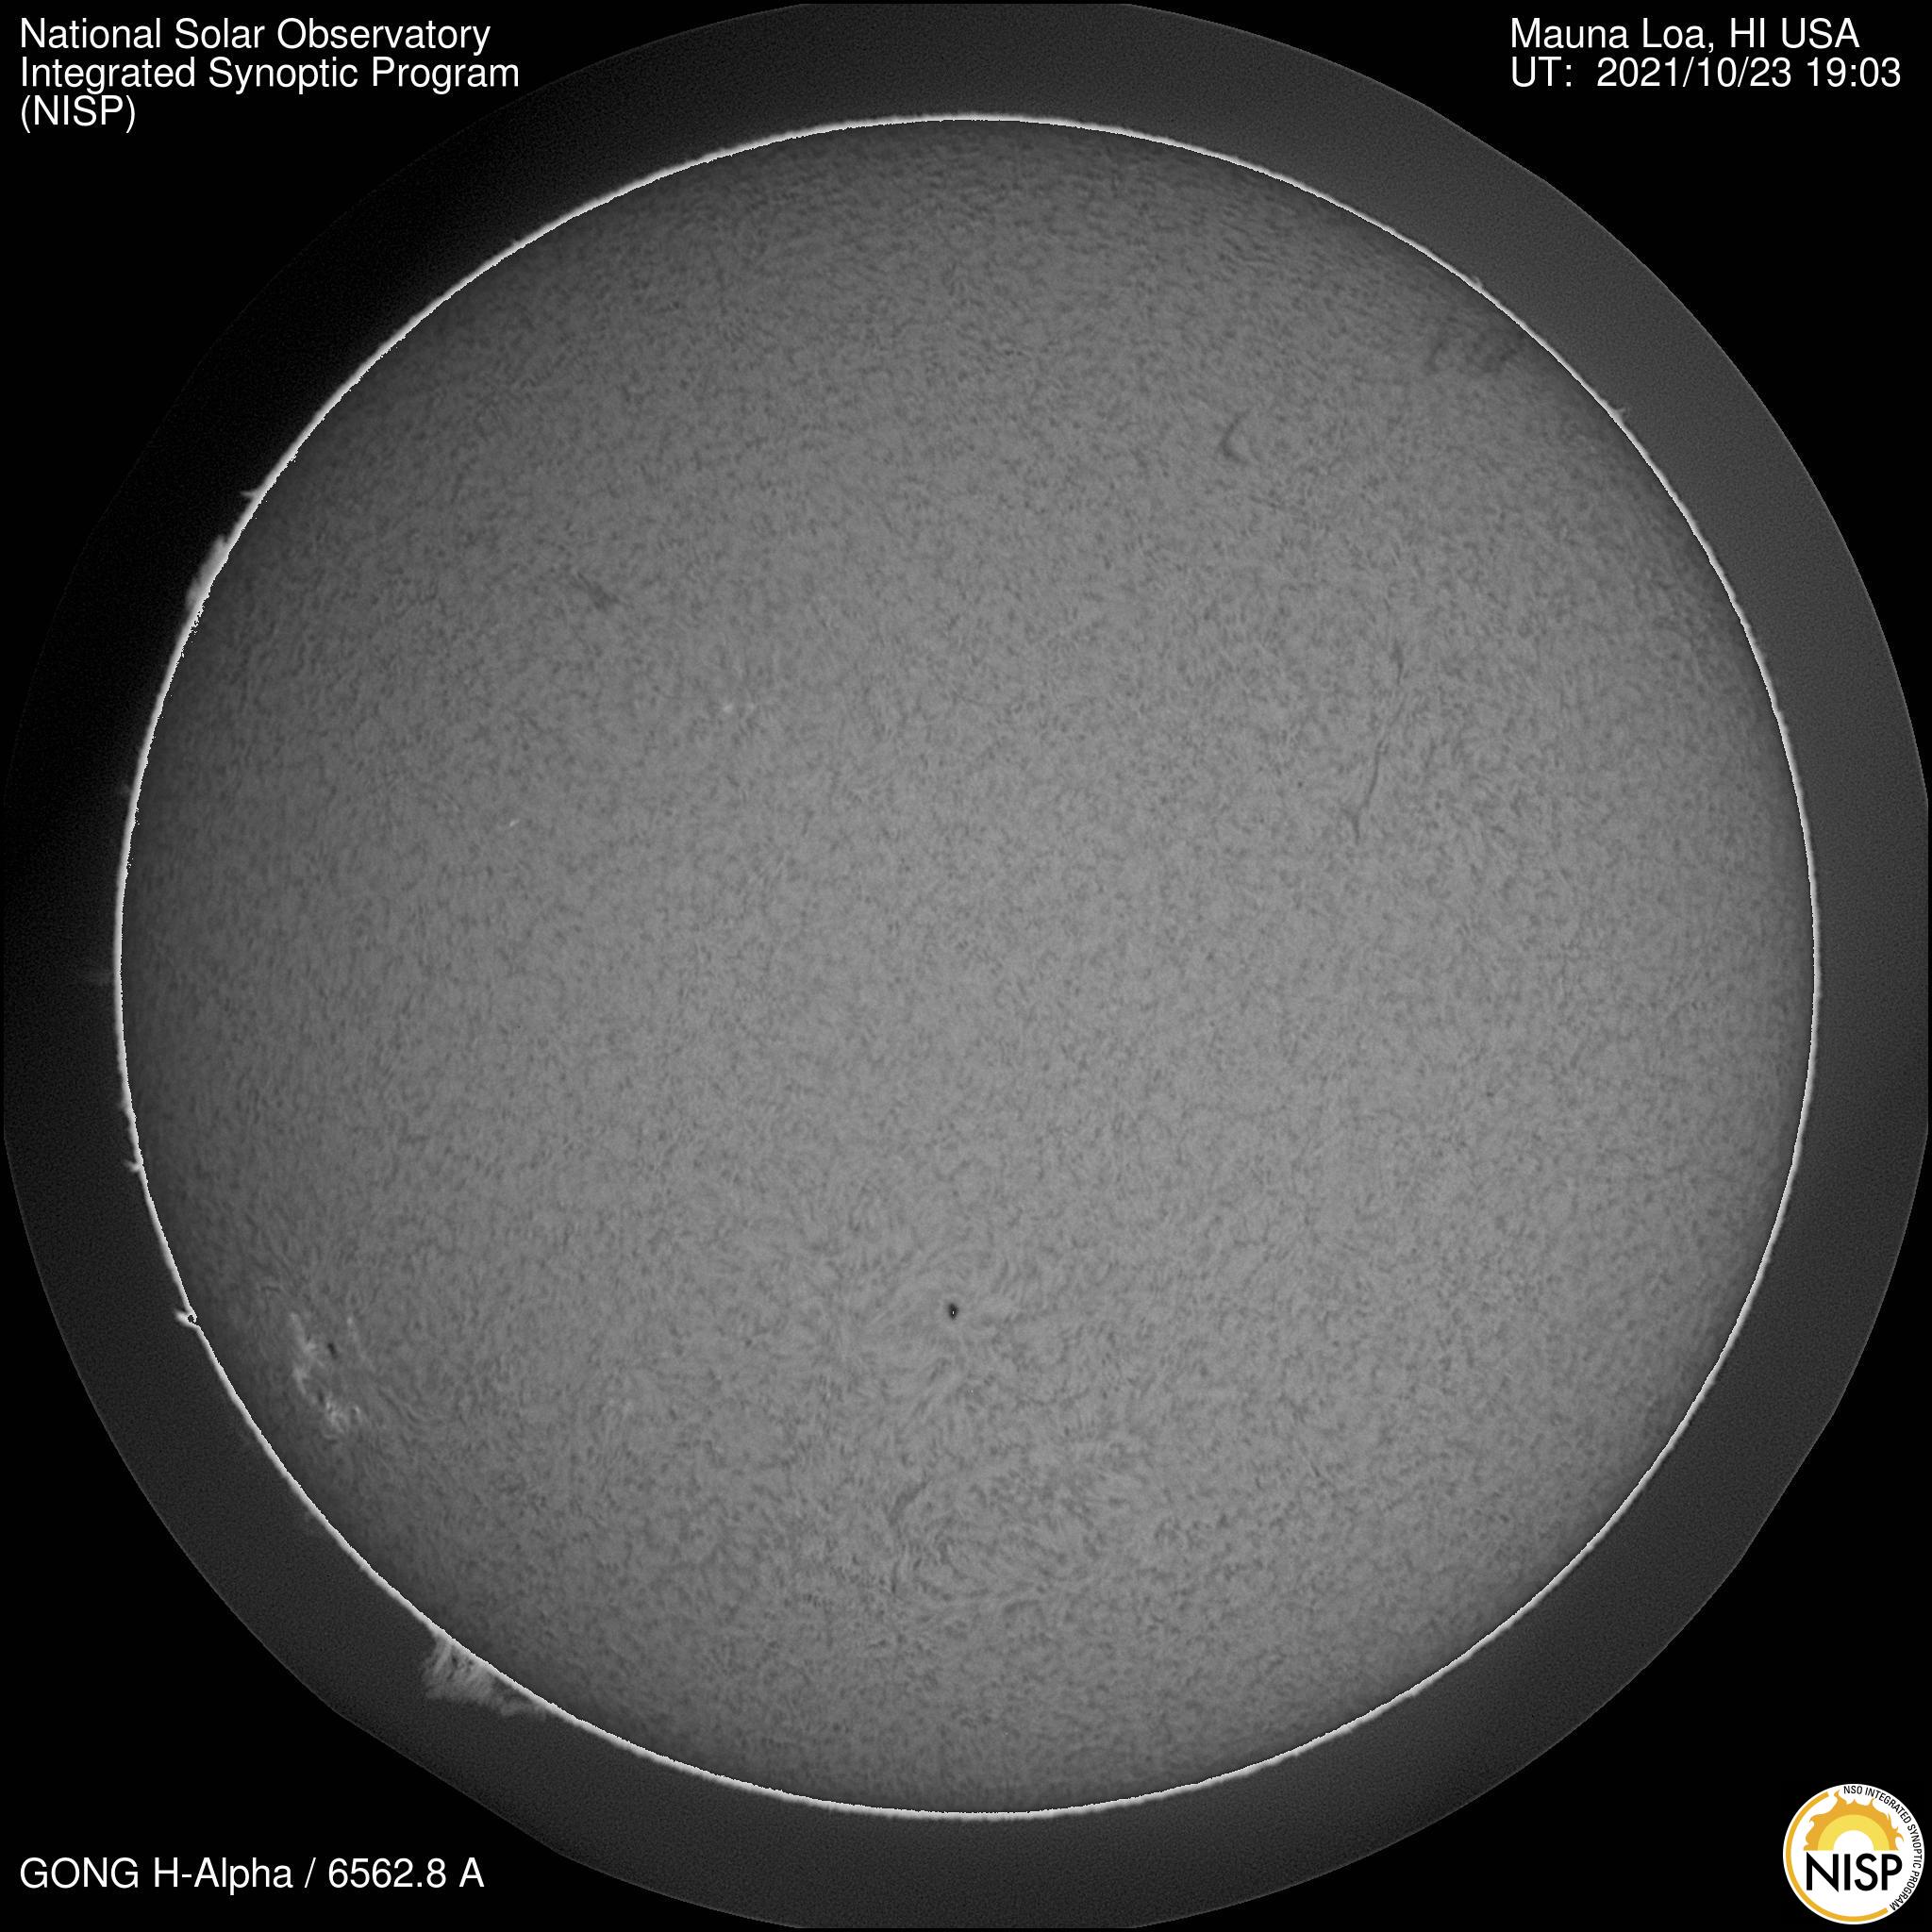 National Solar Observatory
Integrated Synoptic Program
(NISP)
Mauna Loa, HI USA
UT: 2021/10/23 19:03
GONG H-Alpha / 6562.8 A
NSO INTEGRATED SYNOPTIC PROGRAM
NISP